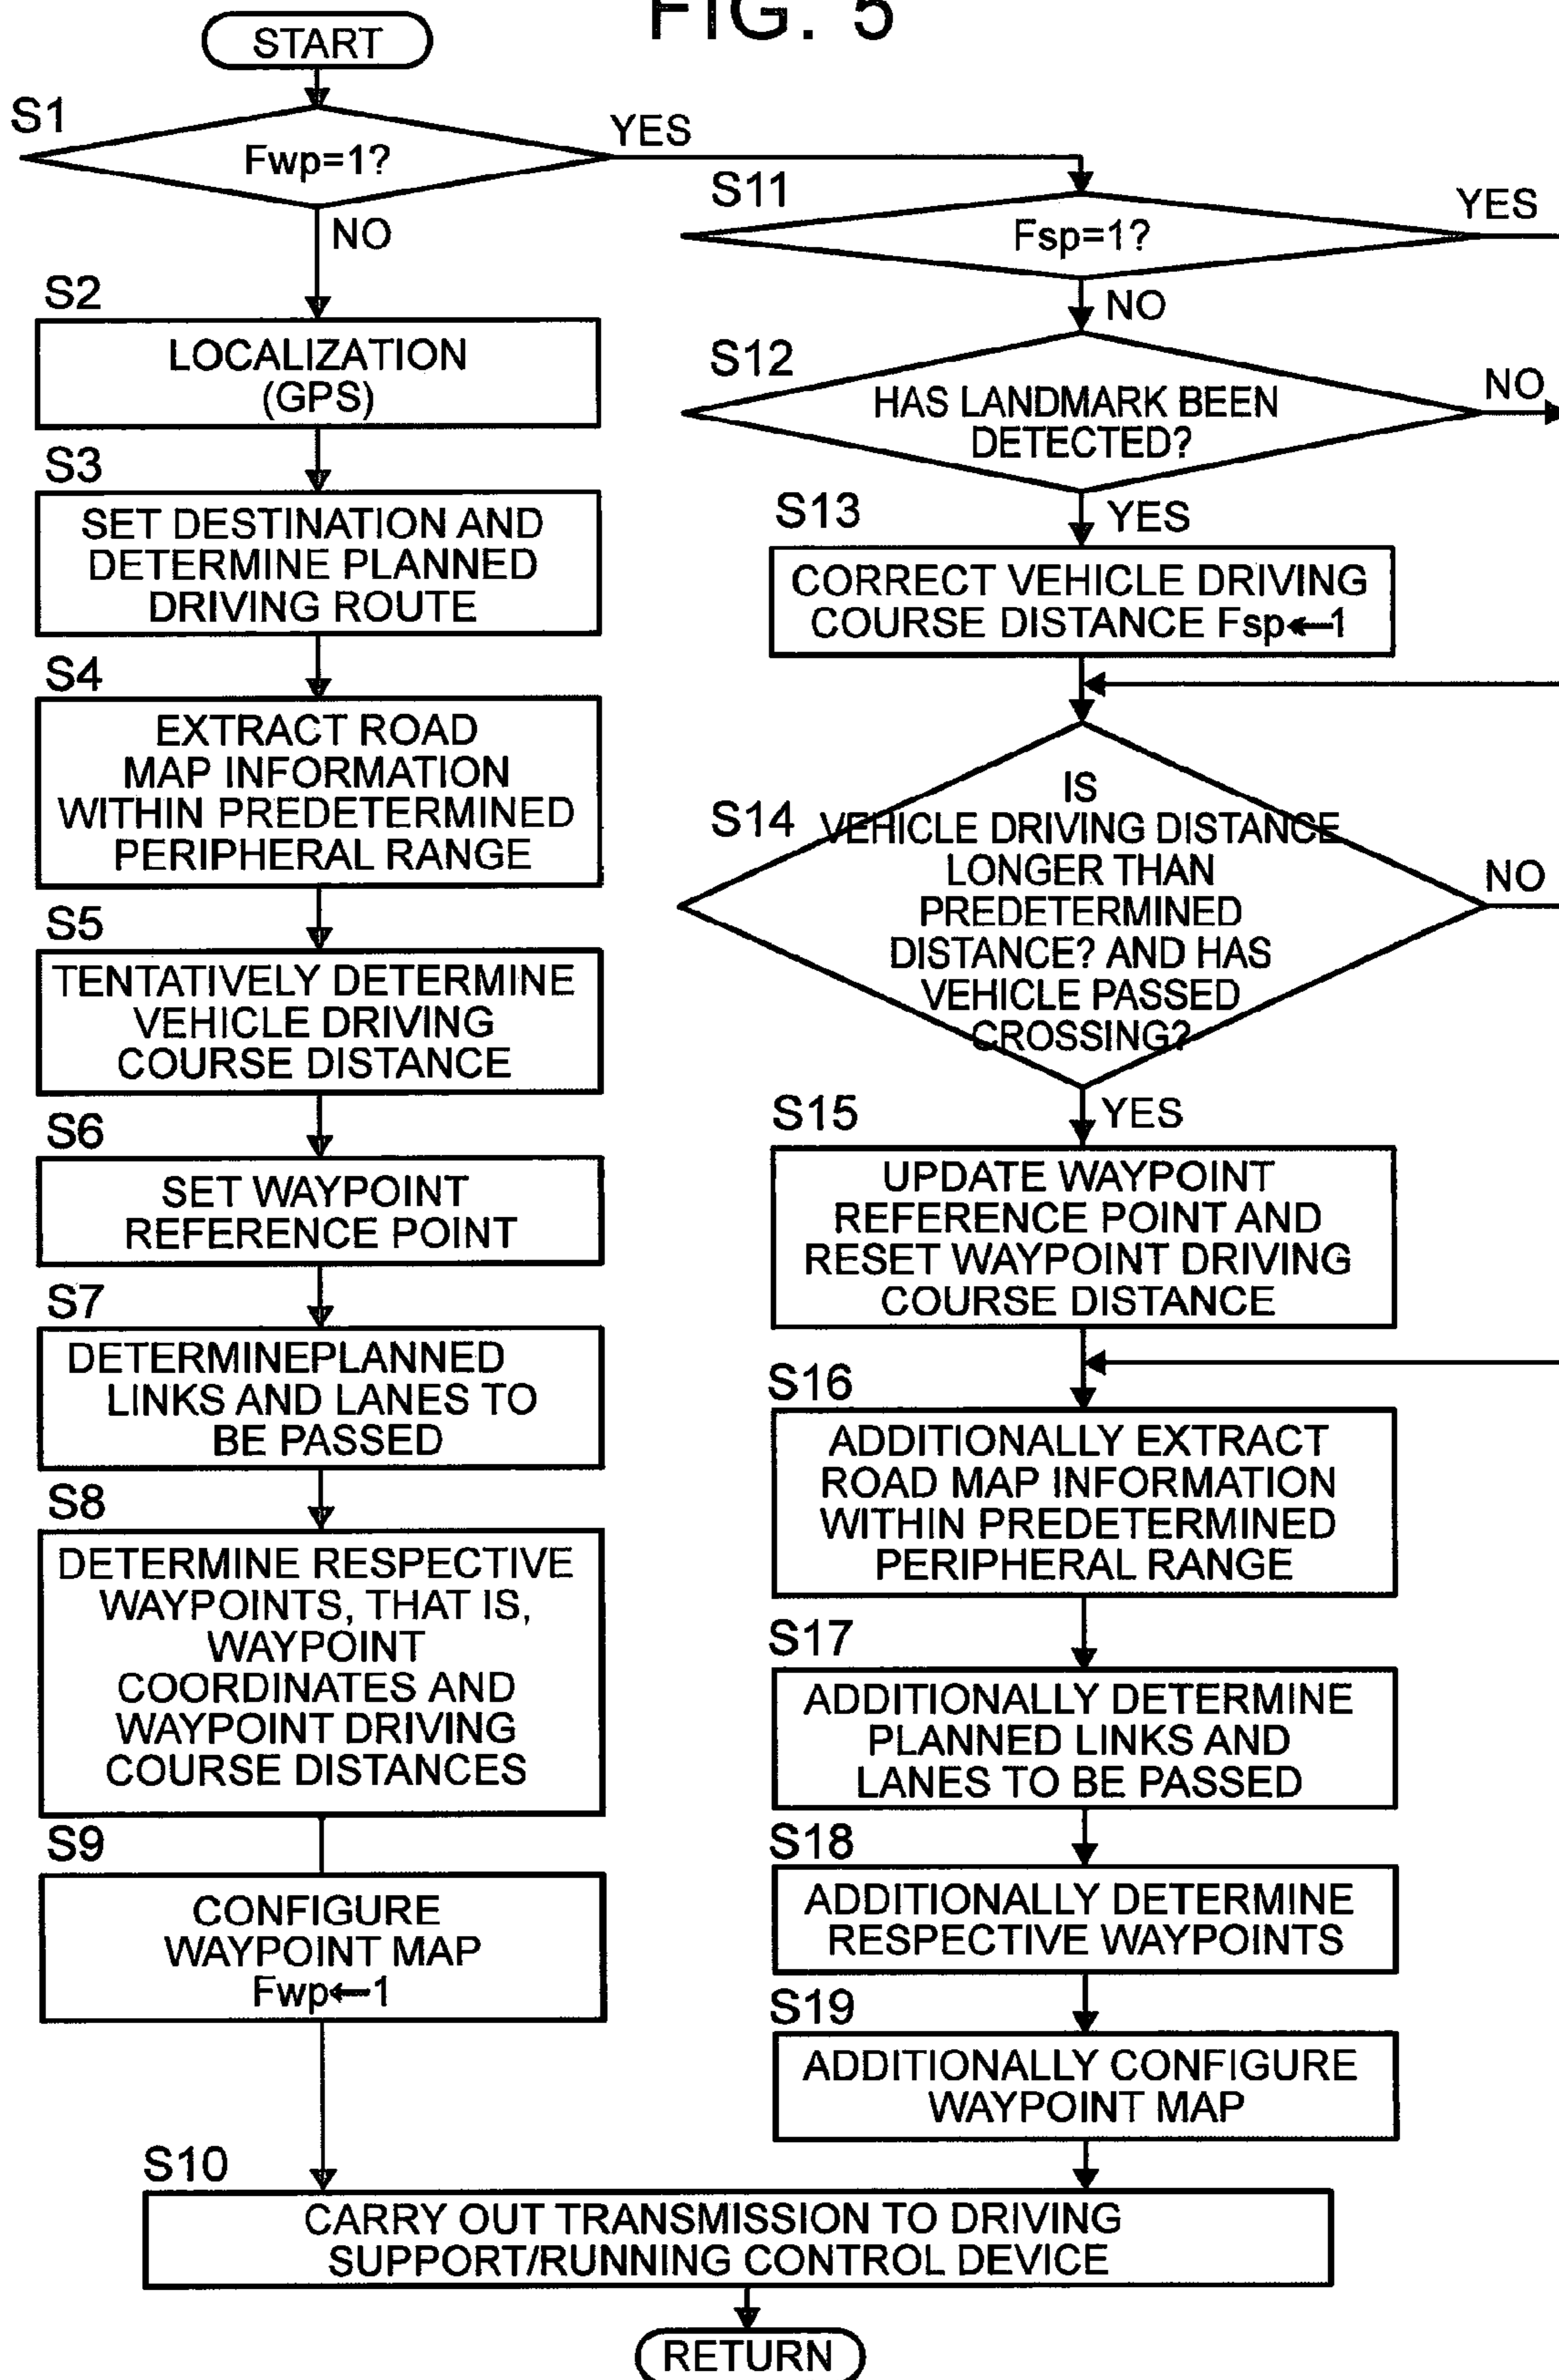 FIG. 5
START
S1
Fwp=1?
YES
NO
S2
LOCALIZATION
(GPS)
S3
SET DESTINATION AND
DETERMINE PLANNED
DRIVING ROUTE
S4
EXTRACT ROAD
MAP INFORMATION
WITHIN PREDETERMINED
PERIPHERAL RANGE
S5
TENTATIVELY DETERMINE
VEHICLE DRIVING
COURSE DISTANCE
S6
SET WAYPOINT
REFERENCE POINT
S7
DETERMINEPLANNED
LINKS AND LANES TO
BE PASSED
S8
DETERMINE RESPECTIVE
WAYPOINTS, THAT IS,
WAYPOINT
COORDINATES AND
WAYPOINT DRIVING
COURSE DISTANCES
S9
CONFIGURE
WAYPOINT MAP
Fwp←1
S11
Fsp=1?
YES
NO
S12
HAS LANDMARK BEEN
DETECTED?
NO
YES
S13
CORRECT VEHICLE DRIVING
COURSE DISTANCE Fsp←1
S14
IS
VEHICLE DRIVING DISTANCE
LONGER THAN
PREDETERMINED
DISTANCE? AND HAS
VEHICLE PASSED
CROSSING?
NO
YES
S15
UPDATE WAYPOINT
REFERENCE POINT AND
RESET WAYPOINT DRIVING
COURSE DISTANCE
S16
ADDITIONALLY EXTRACT
ROAD MAP INFORMATION
WITHIN PREDETERMINED
PERIPHERAL RANGE
S17
ADDITIONALLY DETERMINE
PLANNED LINKS AND
LANES TO BE PASSED
S18
ADDITIONALLY DETERMINE
RESPECTIVE WAYPOINTS
S19
ADDITIONALLY CONFIGURE
WAYPOINT MAP
S10
CARRY OUT TRANSMISSION TO DRIVING
SUPPORT/RUNNING CONTROL DEVICE
RETURN